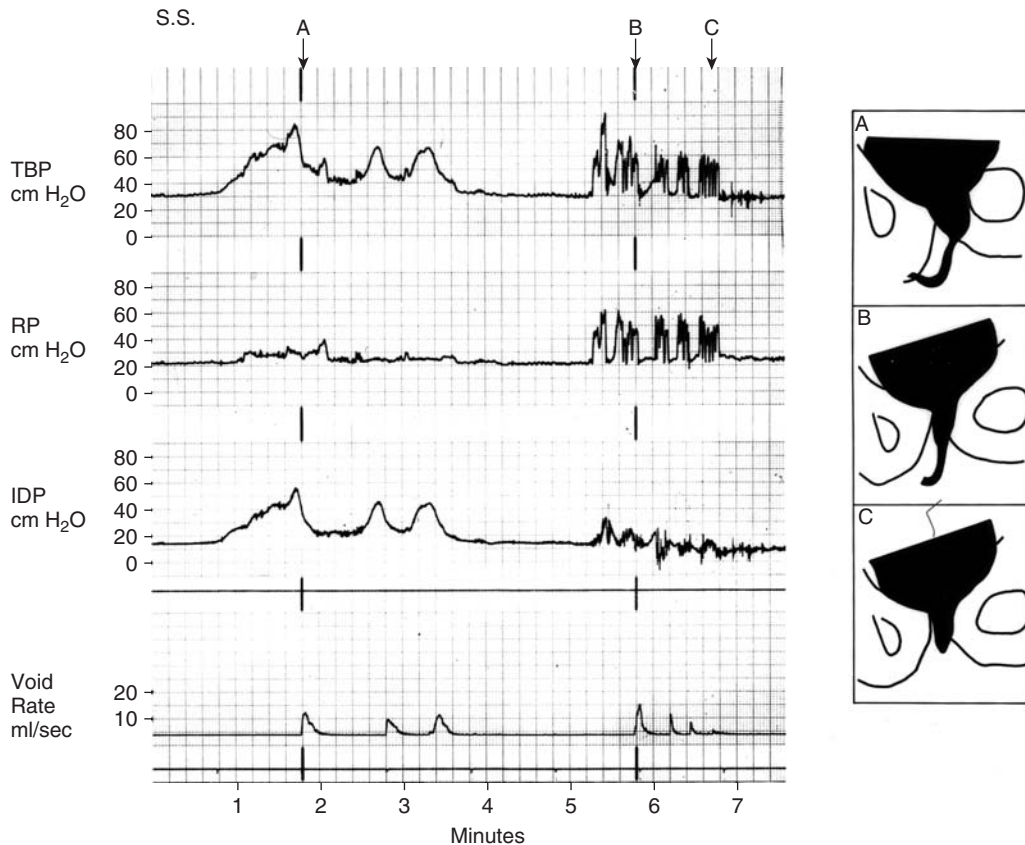 S.S.
A B C
TBP
cm H₂O
80
60
40
20
0
RP
cm H₂O
80
60
40
20
0
IDP
cm H₂O
80
60
40
20
0
Void
Rate
ml/sec
20
10
1 2 3 4 5 6 7
Minutes
A
B
C